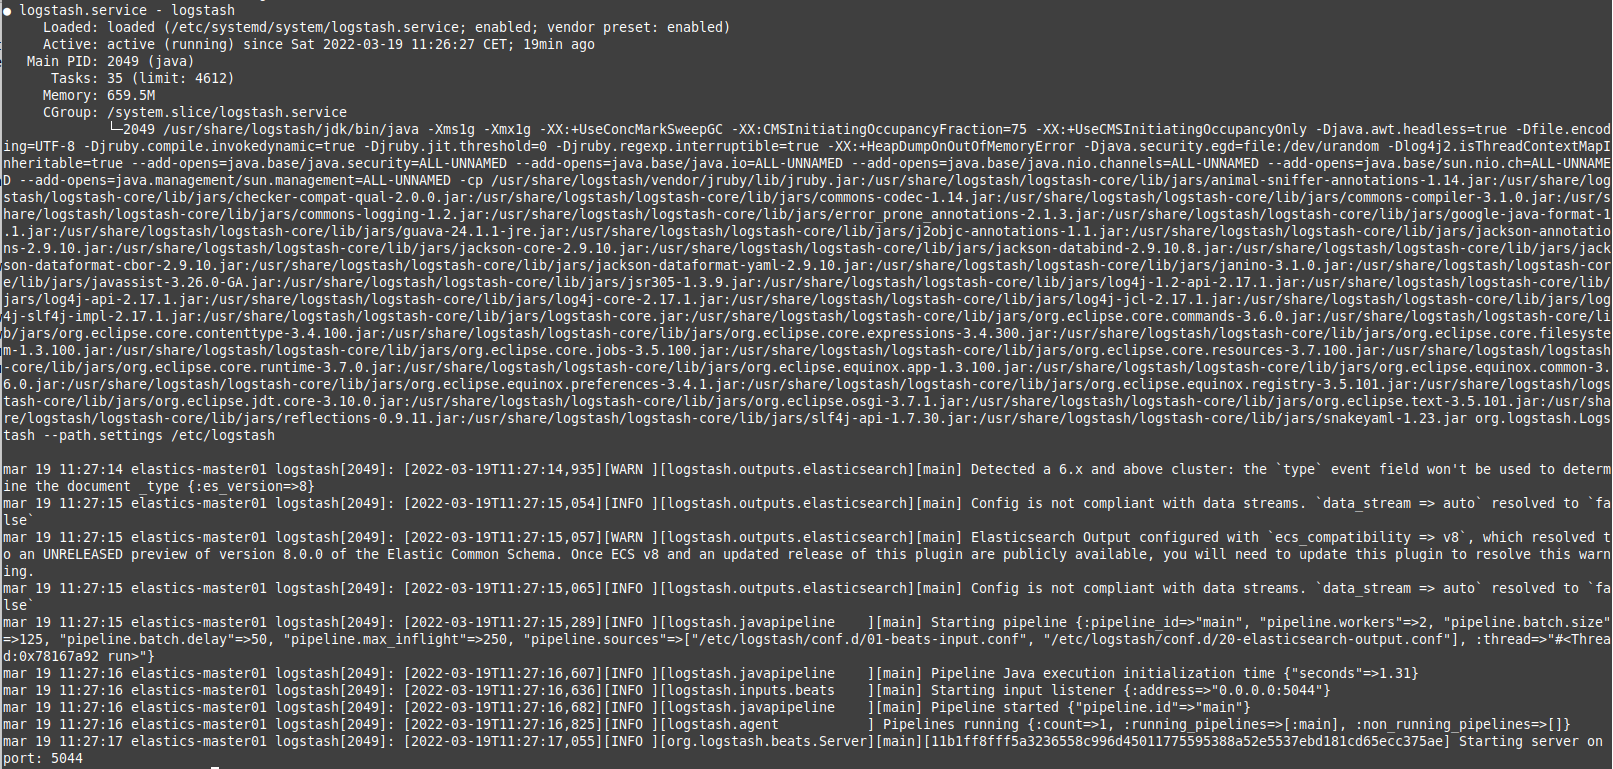 ● logstash.service - logstash
     Loaded: loaded (/etc/systemd/system/logstash.service; enabled; vendor preset: enabled)
     Active: active (running) since Sat 2022-03-19 11:26:27 CET; 19min ago
   Main PID: 2049 (java)
      Tasks: 35 (limit: 4612)
     Memory: 659.5M
     CGroup: /system.slice/logstash.service
             └─2049 /usr/share/logstash/jdk/bin/java -Xms1g -Xmx1g -XX:+UseConcMarkSweepGC -XX:CMSInitiatingOccupancyFraction=75 -XX:+UseCMSInitiatingOccupancyOnly -Djava.awt.headless=true -Dfile.encod
ing=UTF-8 -Djruby.compile.invokedynamic=true -Djruby.jit.threshold=0 -Djruby.regexp.interruptible=true -XX:+HeapDumpOnOutOfMemoryError -Djava.security.egd=file:/dev/urandom -Dlog4j2.isThreadContextMapI
nheritable=true --add-opens=java.base/java.security=ALL-UNNAMED --add-opens=java.base/java.io=ALL-UNNAMED --add-opens=java.base/java.nio.channels=ALL-UNNAMED --add-opens=java.base/sun.nio.ch=ALL-UNNAME
D --add-opens=java.management/sun.management=ALL-UNNAMED -cp /usr/share/logstash/vendor/jruby/lib/jruby.jar:/usr/share/logstash/logstash-core/lib/jars/animal-sniffer-annotations-1.14.jar:/usr/share/log
stash/logstash-core/lib/jars/checker-compat-qual-2.0.0.jar:/usr/share/logstash/logstash-core/lib/jars/commons-codec-1.14.jar:/usr/share/logstash/logstash-core/lib/jars/commons-compiler-3.1.0.jar:/usr/s
hare/logstash/logstash-core/lib/jars/commons-logging-1.2.jar:/usr/share/logstash/logstash-core/lib/jars/error_prone_annotations-2.1.3.jar:/usr/share/logstash/logstash-core/lib/jars/google-java-format-1
.1.jar:/usr/share/logstash/logstash-core/lib/jars/guava-24.1.1-jre.jar:/usr/share/logstash/logstash-core/lib/jars/j2objc-annotations-1.1.jar:/usr/share/logstash/logstash-core/lib/jars/jackson-annotatio
ns-2.9.10.jar:/usr/share/logstash/logstash-core/lib/jars/jackson-core-2.9.10.jar:/usr/share/logstash/logstash-core/lib/jars/jackson-databind-2.9.10.8.jar:/usr/share/logstash/logstash-core/lib/jars/jack
son-dataformat-cbor-2.9.10.jar:/usr/share/logstash/logstash-core/lib/jars/jackson-dataformat-yaml-2.9.10.jar:/usr/share/logstash/logstash-core/lib/jars/janino-3.1.0.jar:/usr/share/logstash/logstash-cor
e/lib/jars/javassist-3.26.0-GA.jar:/usr/share/logstash/logstash-core/lib/jars/jsr305-1.3.9.jar:/usr/share/logstash/logstash-core/lib/jars/log4j-1.2-api-2.17.1.jar:/usr/share/logstash/logstash-core/lib/
jars/log4j-api-2.17.1.jar:/usr/share/logstash/logstash-core/lib/jars/log4j-core-2.17.1.jar:/usr/share/logstash/logstash-core/lib/jars/log4j-jcl-2.17.1.jar:/usr/share/logstash/logstash-core/lib/jars/log
4j-slf4j-impl-2.17.1.jar:/usr/share/logstash/logstash-core/lib/jars/logstash-core.jar:/usr/share/logstash/logstash-core/lib/jars/org.eclipse.core.commands-3.6.0.jar:/usr/share/logstash/logstash-core/li
b/jars/org.eclipse.core.contenttype-3.4.100.jar:/usr/share/logstash/logstash-core/lib/jars/org.eclipse.core.expressions-3.4.300.jar:/usr/share/logstash/logstash-core/lib/jars/org.eclipse.core.filesyste
m-1.3.100.jar:/usr/share/logstash/logstash-core/lib/jars/org.eclipse.core.jobs-3.5.100.jar:/usr/share/logstash/logstash-core/lib/jars/org.eclipse.core.resources-3.7.100.jar:/usr/share/logstash/logstash
-core/lib/jars/org.eclipse.core.runtime-3.7.0.jar:/usr/share/logstash/logstash-core/lib/jars/org.eclipse.equinox.app-1.3.100.jar:/usr/share/logstash/logstash-core/lib/jars/org.eclipse.equinox.common-3.
6.0.jar:/usr/share/logstash/logstash-core/lib/jars/org.eclipse.equinox.preferences-3.4.1.jar:/usr/share/logstash/logstash-core/lib/jars/org.eclipse.equinox.registry-3.5.101.jar:/usr/share/logstash/logs
tash-core/lib/jars/org.eclipse.jdt.core-3.10.0.jar:/usr/share/logstash/logstash-core/lib/jars/org.eclipse.osgi-3.7.1.jar:/usr/share/logstash/logstash-core/lib/jars/org.eclipse.text-3.5.101.jar:/usr/sha
re/logstash/logstash-core/lib/jars/reflections-0.9.11.jar:/usr/share/logstash/logstash-core/lib/jars/slf4j-api-1.7.30.jar:/usr/share/logstash/logstash-core/lib/jars/snakeyaml-1.23.jar org.logstash.Logs
tash --path.settings /etc/logstash

mar 19 11:27:14 elastics-master01 logstash[2049]: [2022-03-19T11:27:14,935][WARN ][logstash.outputs.elasticsearch][main] Detected a 6.x and above cluster: the `type` event field won't be used to determ
ine the document _type {:es_version=>8}
mar 19 11:27:15 elastics-master01 logstash[2049]: [2022-03-19T11:27:15,054][INFO ][logstash.outputs.elasticsearch][main] Config is not compliant with data streams. `data_stream => auto` resolved to `fa
lse`
mar 19 11:27:15 elastics-master01 logstash[2049]: [2022-03-19T11:27:15,057][WARN ][logstash.outputs.elasticsearch][main] Elasticsearch Output configured with `ecs_compatibility => v8`, which resolved t
o an UNRELEASED preview of version 8.0.0 of the Elastic Common Schema. Once ECS v8 and an updated release of this plugin are publicly available, you will need to update this plugin to resolve this warn
ing.
mar 19 11:27:15 elastics-master01 logstash[2049]: [2022-03-19T11:27:15,065][INFO ][logstash.outputs.elasticsearch][main] Config is not compliant with data streams. `data_stream => auto` resolved to `fa
lse`
mar 19 11:27:15 elastics-master01 logstash[2049]: [2022-03-19T11:27:15,289][INFO ][logstash.javapipeline    ][main] Starting pipeline {:pipeline_id=>"main", "pipeline.workers"=>2, "pipeline.batch.size"
=>125, "pipeline.batch.delay"=>50, "pipeline.max_inflight"=>250, "pipeline.sources"=>["/etc/logstash/conf.d/01-beats-input.conf", "/etc/logstash/conf.d/20-elasticsearch-output.conf"], :thread=>"#<Threa
d:0x78167a92 run>"}
mar 19 11:27:16 elastics-master01 logstash[2049]: [2022-03-19T11:27:16,607][INFO ][logstash.javapipeline    ][main] Pipeline Java execution initialization time {"seconds"=>1.31}
mar 19 11:27:16 elastics-master01 logstash[2049]: [2022-03-19T11:27:16,636][INFO ][logstash.inputs.beats    ][main] Starting input listener {:address=>"0.0.0.0:5044"}
mar 19 11:27:16 elastics-master01 logstash[2049]: [2022-03-19T11:27:16,682][INFO ][logstash.javapipeline    ][main] Pipeline started {"pipeline.id"=>"main"}
mar 19 11:27:16 elastics-master01 logstash[2049]: [2022-03-19T11:27:16,825][INFO ][logstash.agent           ] Pipelines running {:count=>1, :running_pipelines=>[:main], :non_running_pipelines=>[]}
mar 19 11:27:17 elastics-master01 logstash[2049]: [2022-03-19T11:27:17,055][INFO ][org.logstash.beats.Server][main][11b1ff8fff5a3236558c996d45011775595388a52e5537ebd181cd65ecc375ae] Starting server on
port: 5044